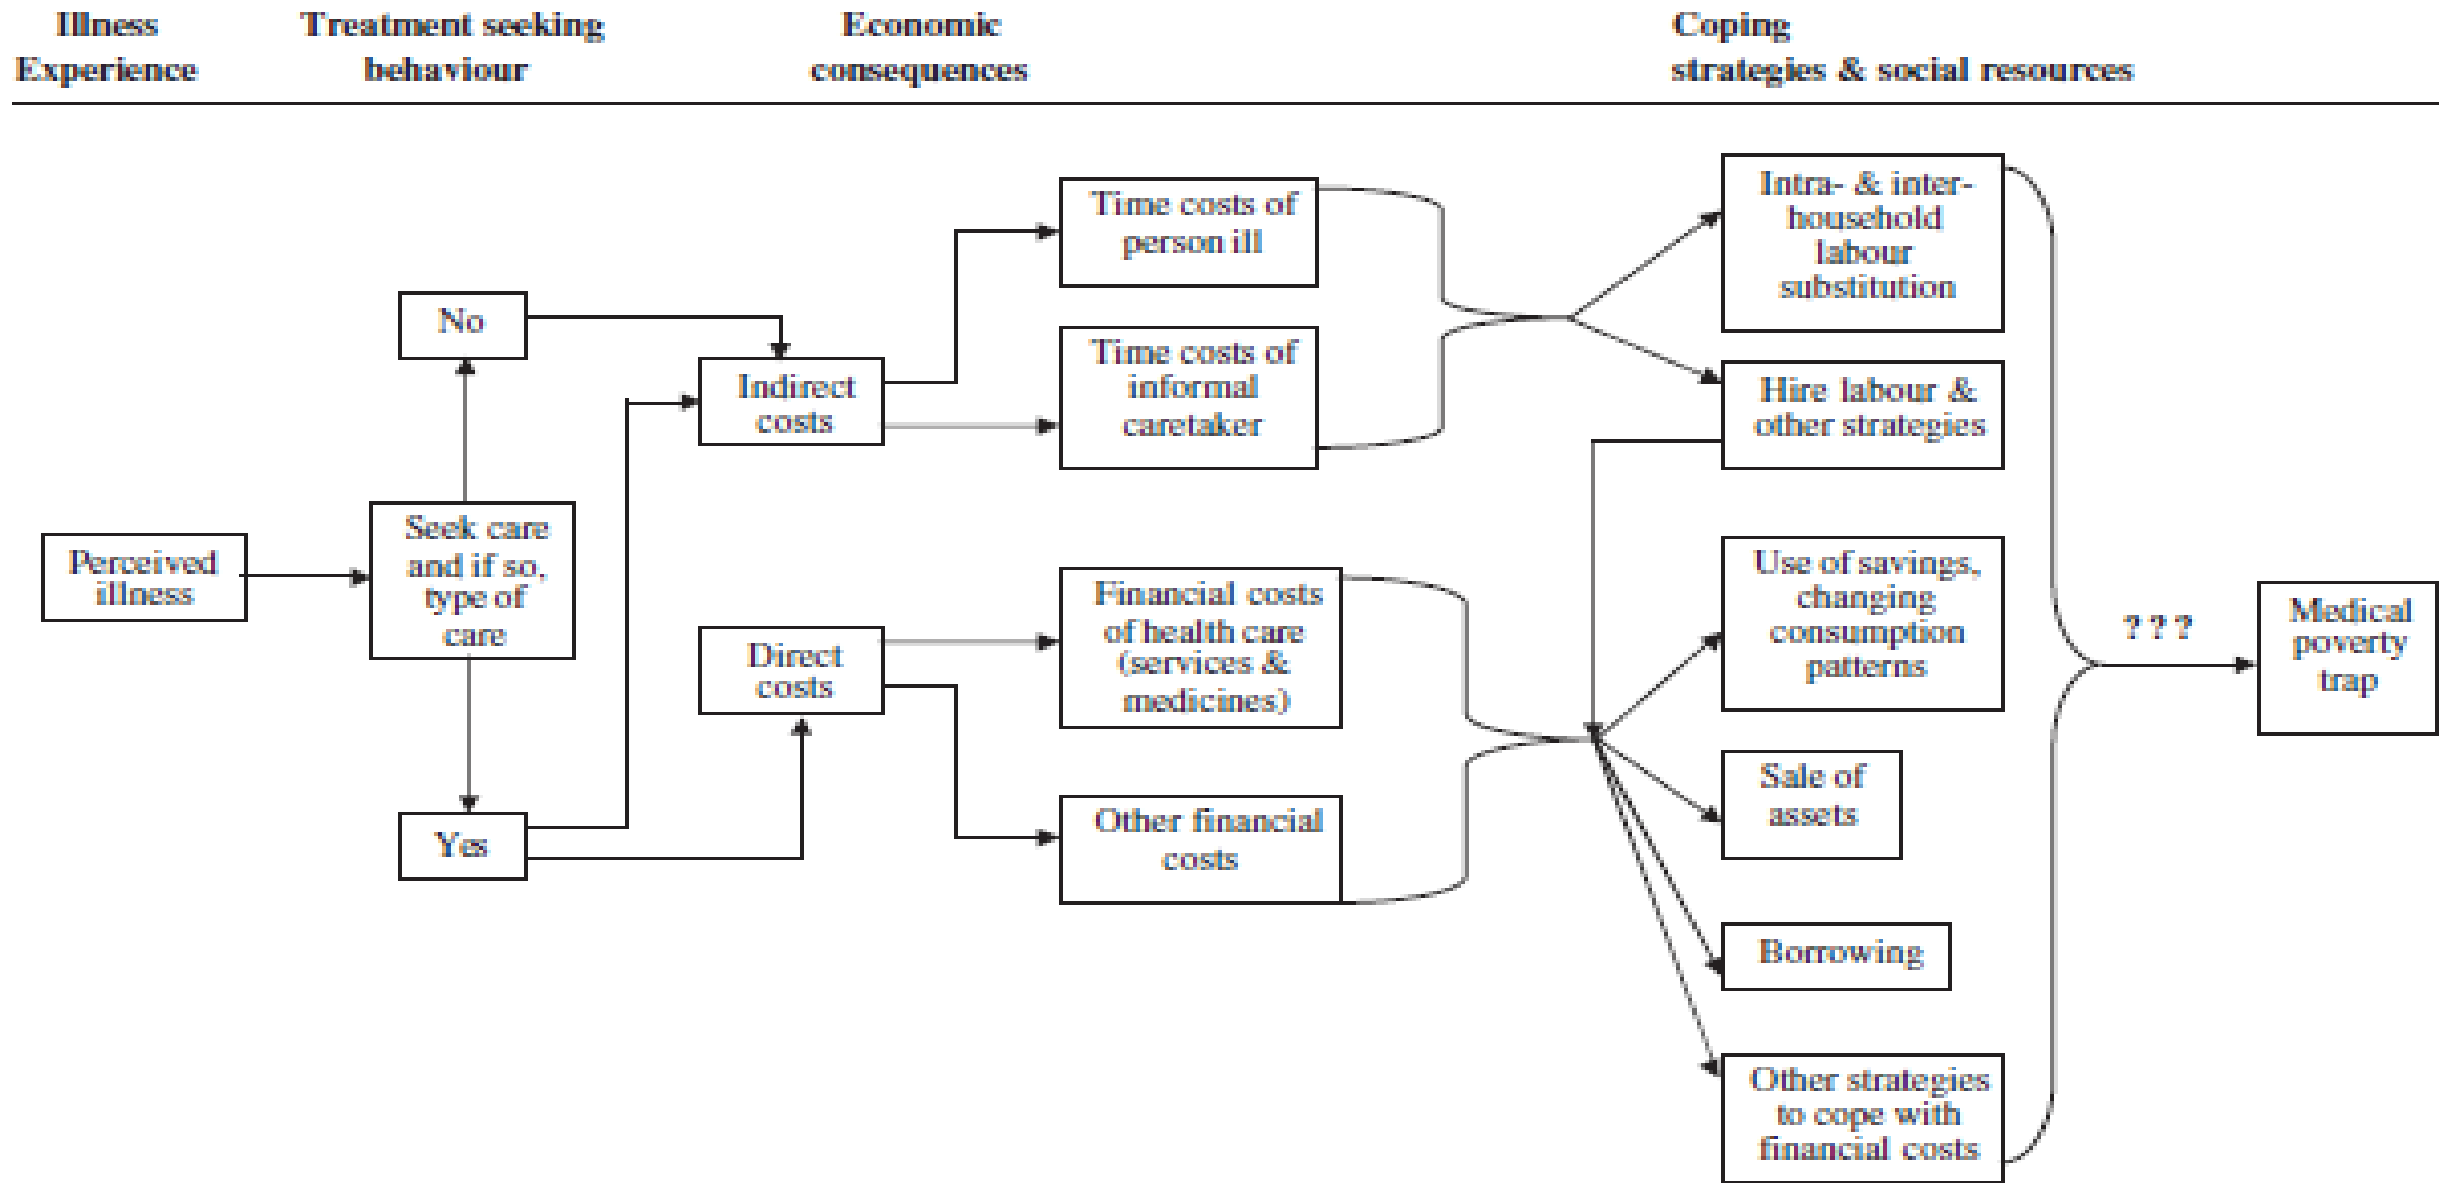 Illness
Experience
Treatment seeking
behaviour
Economic
consequences
Coping
strategies & social resources
Perceived
illness
Seek care
and if so,
type of
care
No
Yes
Indirect
costs
Direct
costs
Time costs of
person ill
Time costs of
informal
caretaker
Financial costs
of health care
(services &
medicines)
Other financial
costs
Intra- & inter-
household
labour
substitution
Hire labour &
other strategies
Use of savings,
changing
consumption
patterns
Sale of
assets
Borrowing
Other strategies
to cope with
financial costs
? ? ?
Medical
poverty
trap